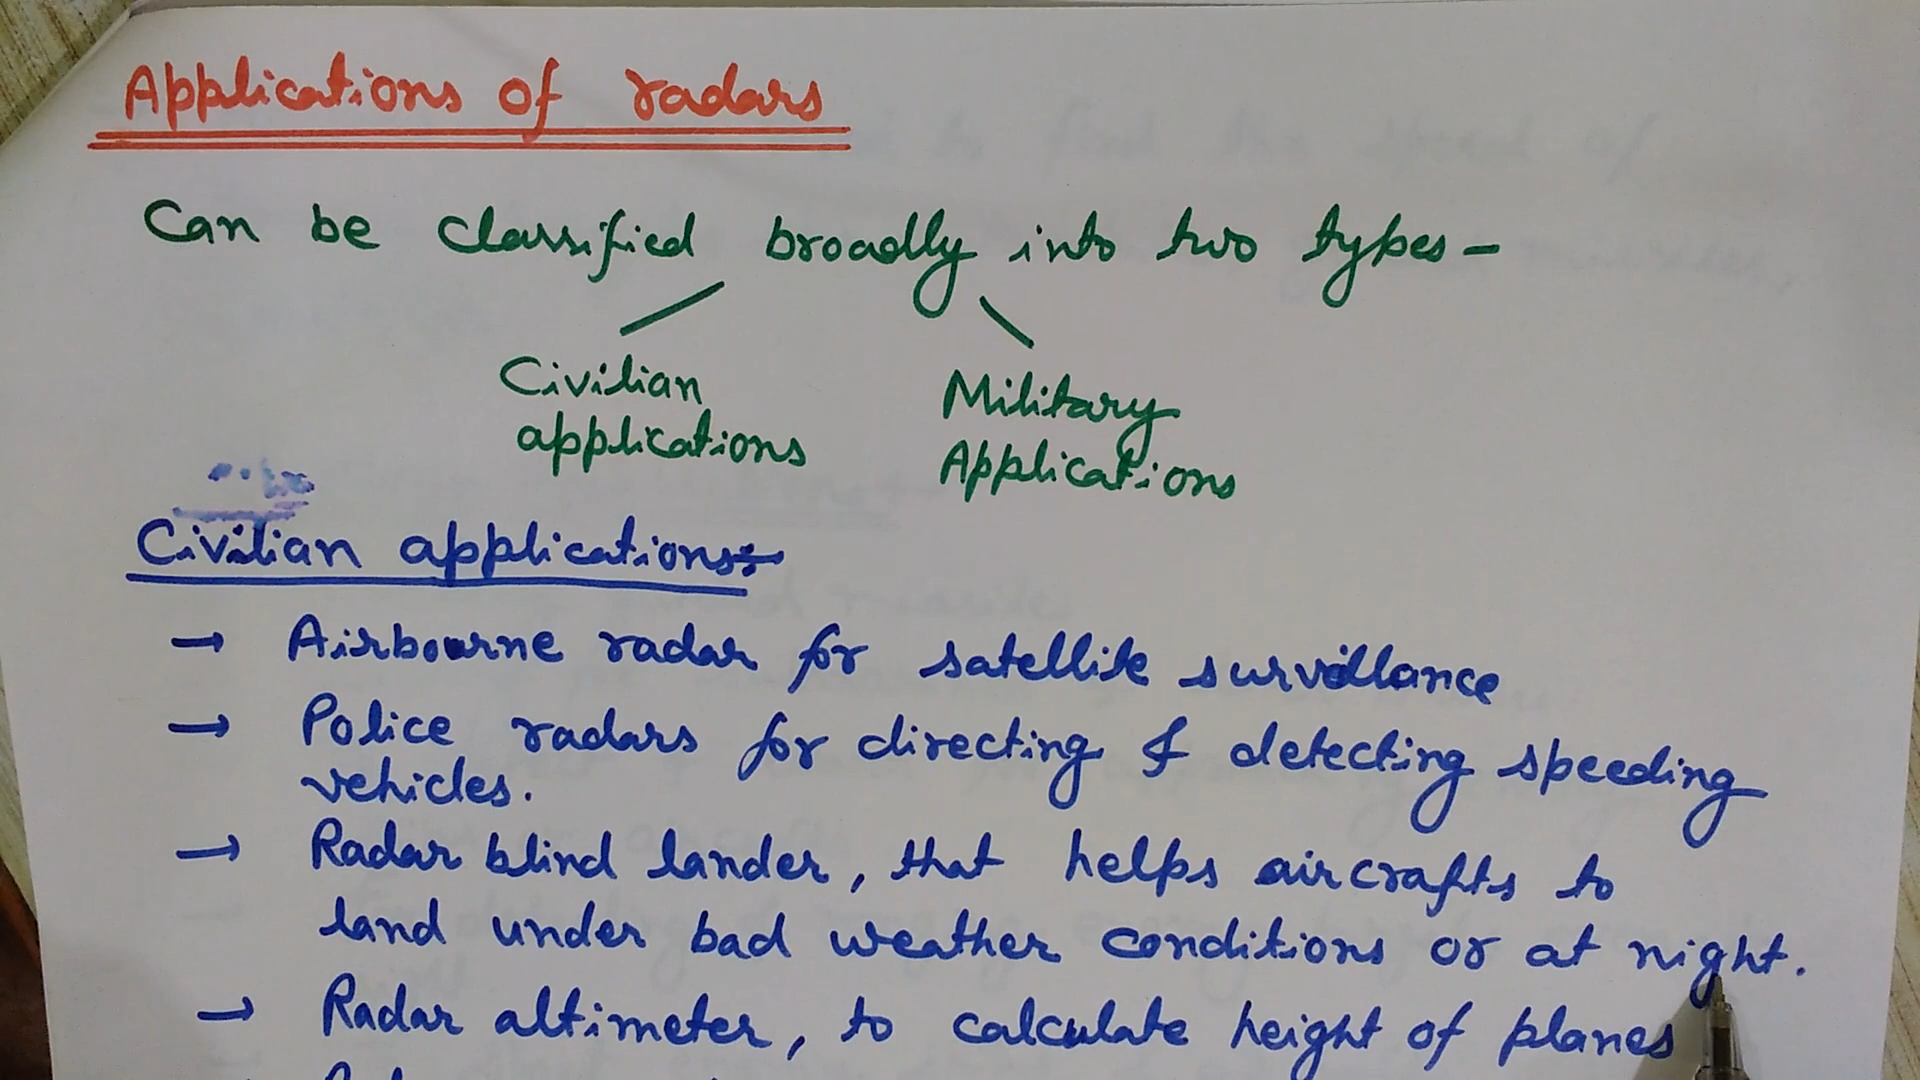 Applications of radars
Can be classified broadly into two types-
Civilian
applications
Military
Applications
Civilian applications:-
→ Airbourne radar for satellite survillance
→ Police radars for directing & detecting speeding
vehicles.
→ Radar blind lander, that helps aircrafts to
land under bad weather conditions or at night.
→ Radar altimeter, to calculate height of planes